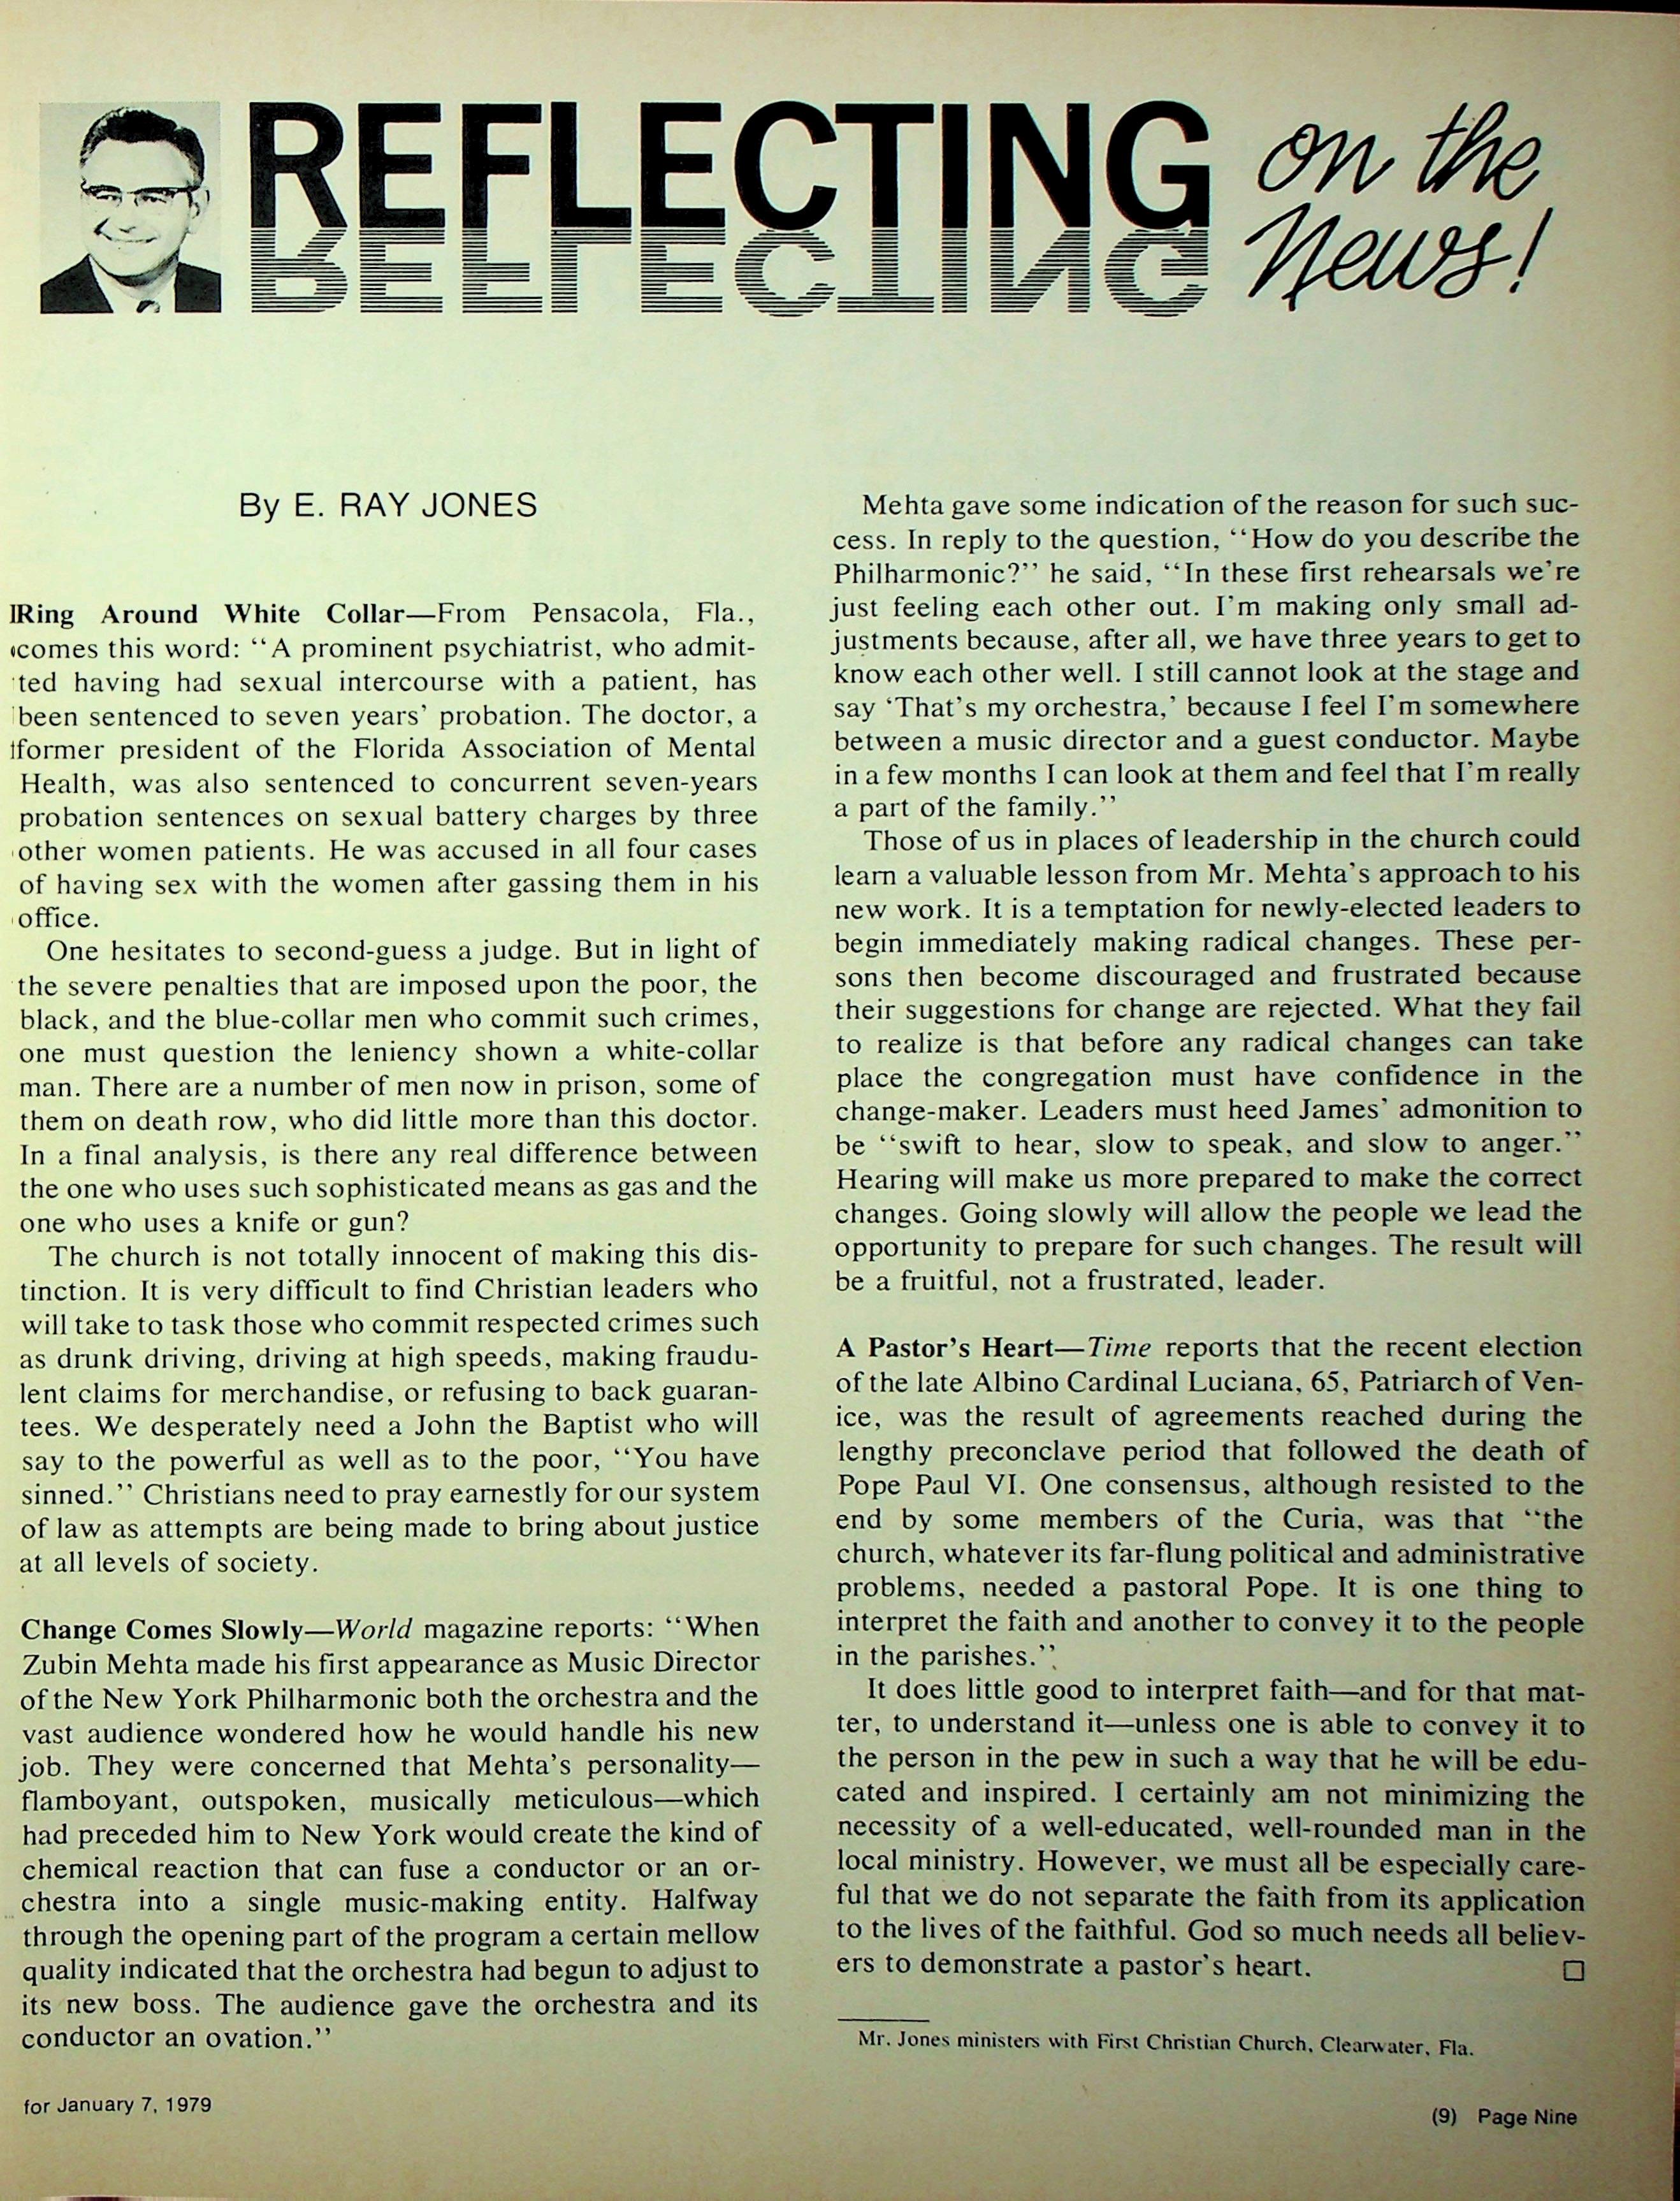 REFLECTING on the
News!
By E. RAY JONES
Ring Around White Collar—From Pensacola, Fla.,
comes this word: “A prominent psychiatrist, who admit-
ted having had sexual intercourse with a patient, has
been sentenced to seven years’ probation. The doctor, a
former president of the Florida Association of Mental
Health, was also sentenced to concurrent seven-years
probation sentences on sexual battery charges by three
other women patients. He was accused in all four cases
of having sex with the women after gassing them in his
office.
One hesitates to second-guess a judge. But in light of
the severe penalties that are imposed upon the poor, the
black, and the blue-collar men who commit such crimes,
one must question the leniency shown a white-collar
man. There are a number of men now in prison, some of
them on death row, who did little more than this doctor.
In a final analysis, is there any real difference between
the one who uses such sophisticated means as gas and the
one who uses a knife or gun?
The church is not totally innocent of making this dis-
tinction. It is very difficult to find Christian leaders who
will take to task those who commit respected crimes such
as drunk driving, driving at high speeds, making fraudu-
lent claims for merchandise, or refusing to back guaran-
tees. We desperately need a John the Baptist who will
say to the powerful as well as to the poor, “You have
sinned.” Christians need to pray earnestly for our system
of law as attempts are being made to bring about justice
at all levels of society.
Change Comes Slowly—World magazine reports: “When
Zubin Mehta made his first appearance as Music Director
of the New York Philharmonic both the orchestra and the
vast audience wondered how he would handle his new
job. They were concerned that Mehta’s personality—
flamboyant, outspoken, musically meticulous—which
had preceded him to New York would create the kind of
chemical reaction that can fuse a conductor or an or-
chestra into a single music-making entity. Halfway
through the opening part of the program a certain mellow
quality indicated that the orchestra had begun to adjust to
its new boss. The audience gave the orchestra and its
conductor an ovation.”
Mehta gave some indication of the reason for such suc-
cess. In reply to the question, “How do you describe the
Philharmonic?” he said, “In these first rehearsals we’re
just feeling each other out. I’m making only small ad-
justments because, after all, we have three years to get to
know each other well. I still cannot look at the stage and
say ‘That’s my orchestra,’ because I feel I’m somewhere
between a music director and a guest conductor. Maybe
in a few months I can look at them and feel that I’m really
a part of the family.”
Those of us in places of leadership in the church could
learn a valuable lesson from Mr. Mehta’s approach to his
new work. It is a temptation for newly-elected leaders to
begin immediately making radical changes. These per-
sons then become discouraged and frustrated because
their suggestions for change are rejected. What they fail
to realize is that before any radical changes can take
place the congregation must have confidence in the
change-maker. Leaders must heed James’ admonition to
be “swift to hear, slow to speak, and slow to anger.”
Hearing will make us more prepared to make the correct
changes. Going slowly will allow the people we lead the
opportunity to prepare for such changes. The result will
be a fruitful, not a frustrated, leader.
A Pastor’s Heart—Time reports that the recent election
of the late Albino Cardinal Luciana, 65, Patriarch of Ven-
ice, was the result of agreements reached during the
lengthy preconclave period that followed the death of
Pope Paul VI. One consensus, although resisted to the
end by some members of the Curia, was that “the
church, whatever its far-flung political and administrative
problems, needed a pastoral Pope. It is one thing to
interpret the faith and another to convey it to the people
in the parishes.”
It does little good to interpret faith—and for that mat-
ter, to understand it—unless one is able to convey it to
the person in the pew in such a way that he will be edu-
cated and inspired. I certainly am not minimizing the
necessity of a well-educated, well-rounded man in the
local ministry. However, we must all be especially care-
ful that we do not separate the faith from its application
to the lives of the faithful. God so much needs all believ-
ers to demonstrate a pastor’s heart. □
Mr. Jones ministers with First Christian Church, Clearwater, Fla.
for January 7, 1979
(9) Page Nine